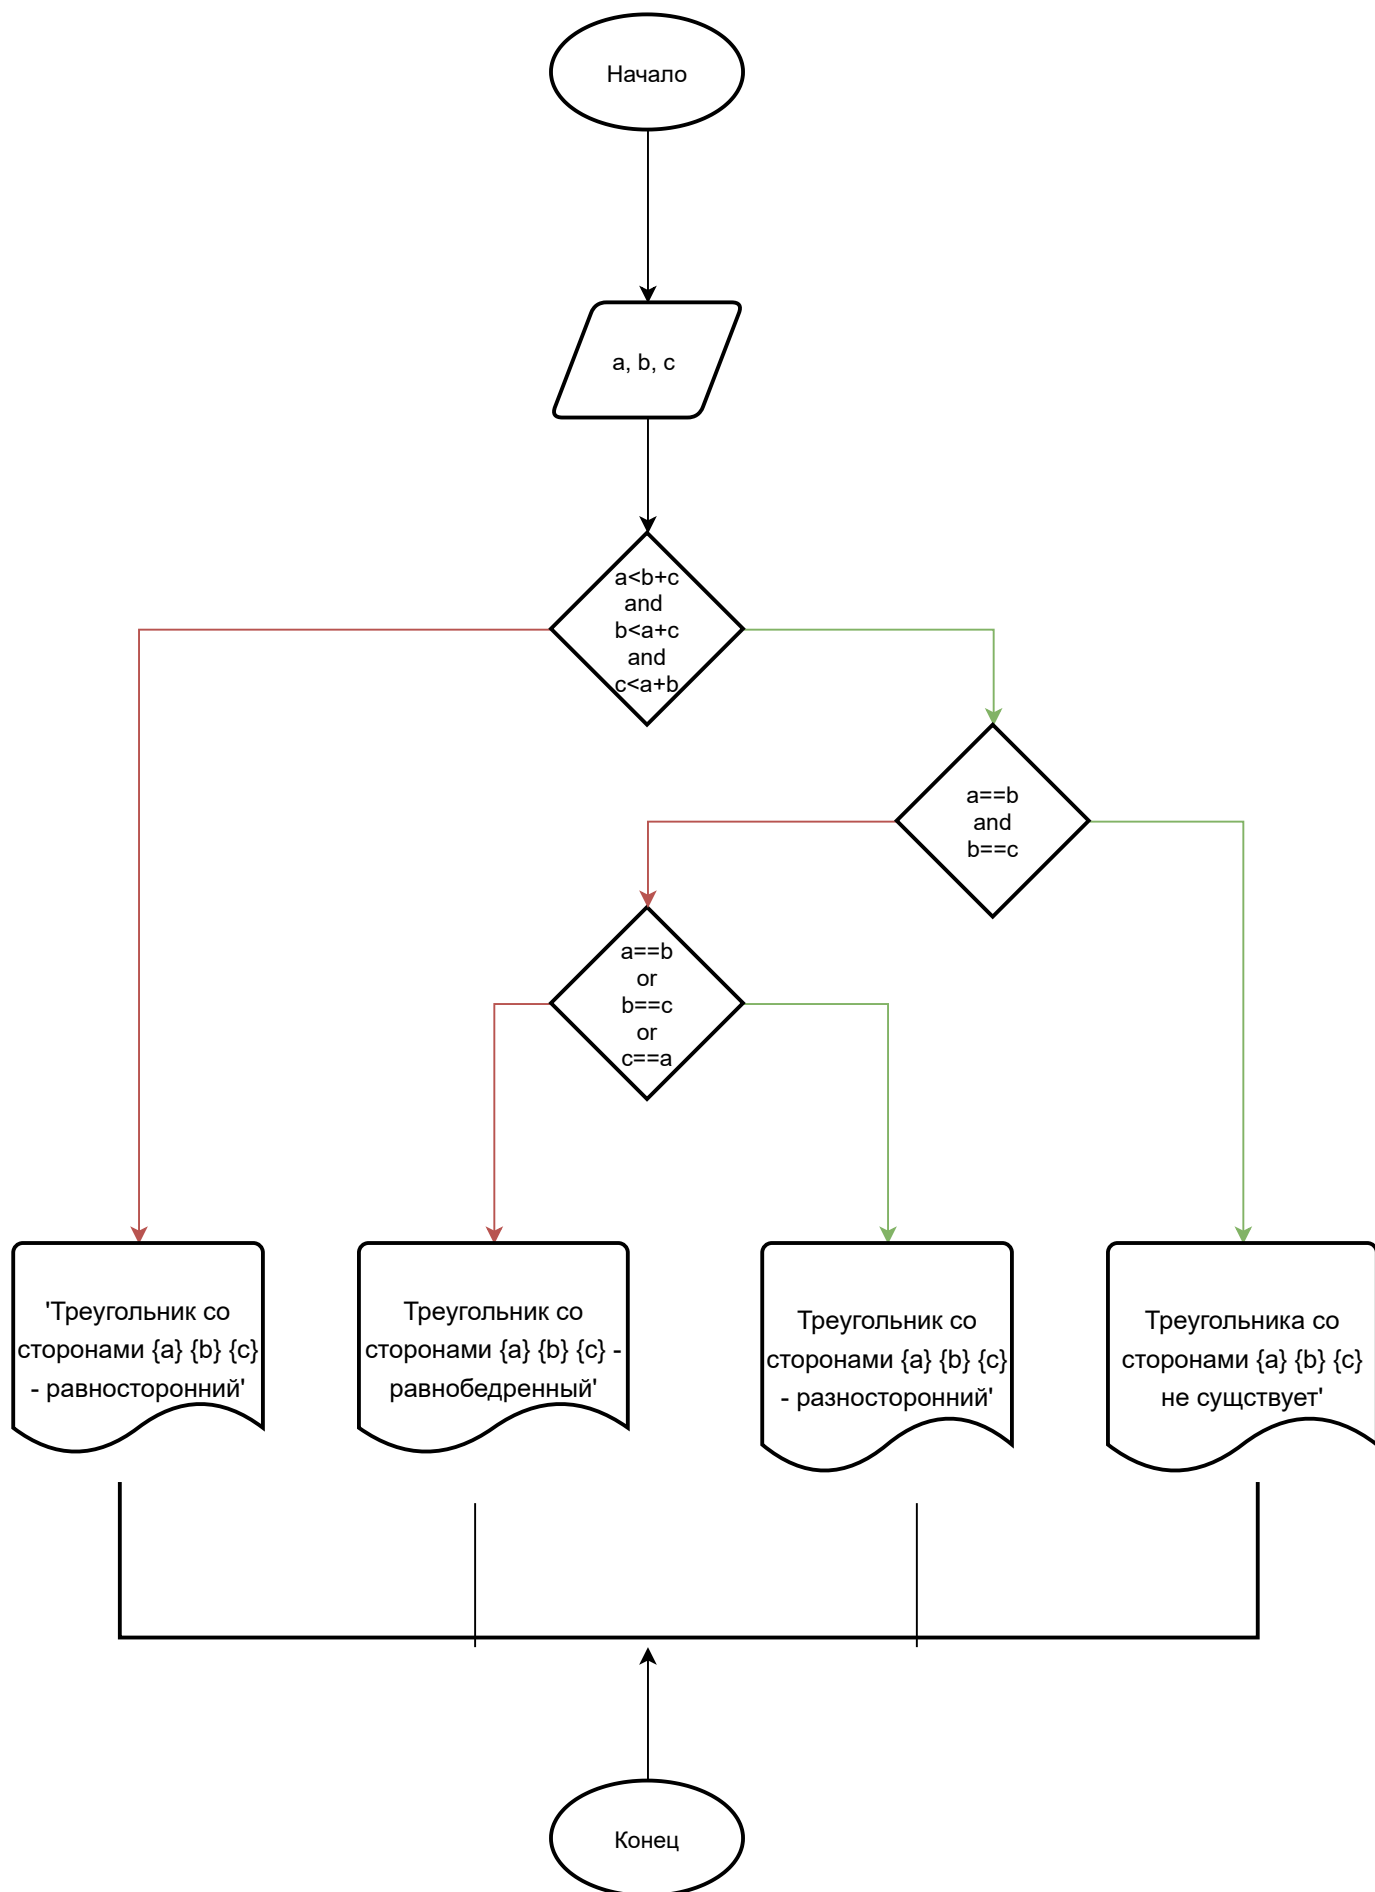 Начало
a, b, c
a<b+c
and
b<a+c
and
c<a+b
a==b
and
b==c
a==b
or
b==c
or
c==a
'Треугольник со
сторонами {a} {b} {c}
- равносторонний'
Треугольник со
сторонами {a} {b} {c} -
равнобедренный'
Треугольник со
сторонами {a} {b} {c}
- разносторонний'
Треугольника со
сторонами {a} {b} {c}
не сущствует'
Конец